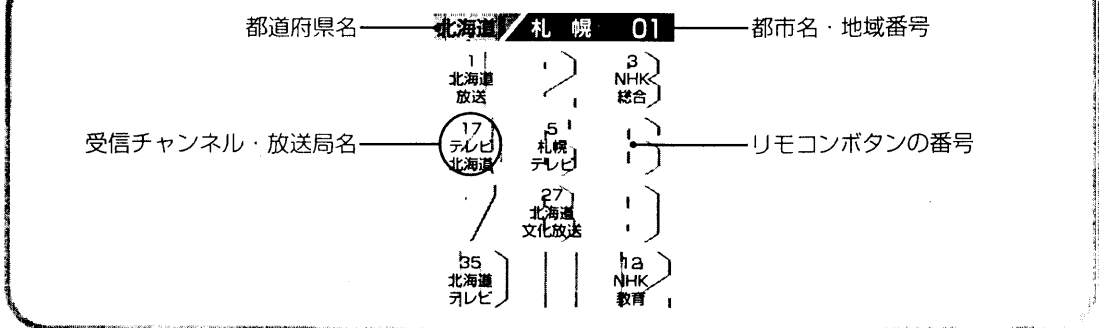 都道府県名
北海道 札幌 01
都市名・地域番号
1
北海道
放送
3
NHK
総合
受信チャンネル・放送局名
17
テレビ
北海道
5
札幌
テレビ
リモコンボタンの番号
27
北海道
文化放送
35
北海道
テレビ
NHK
教育